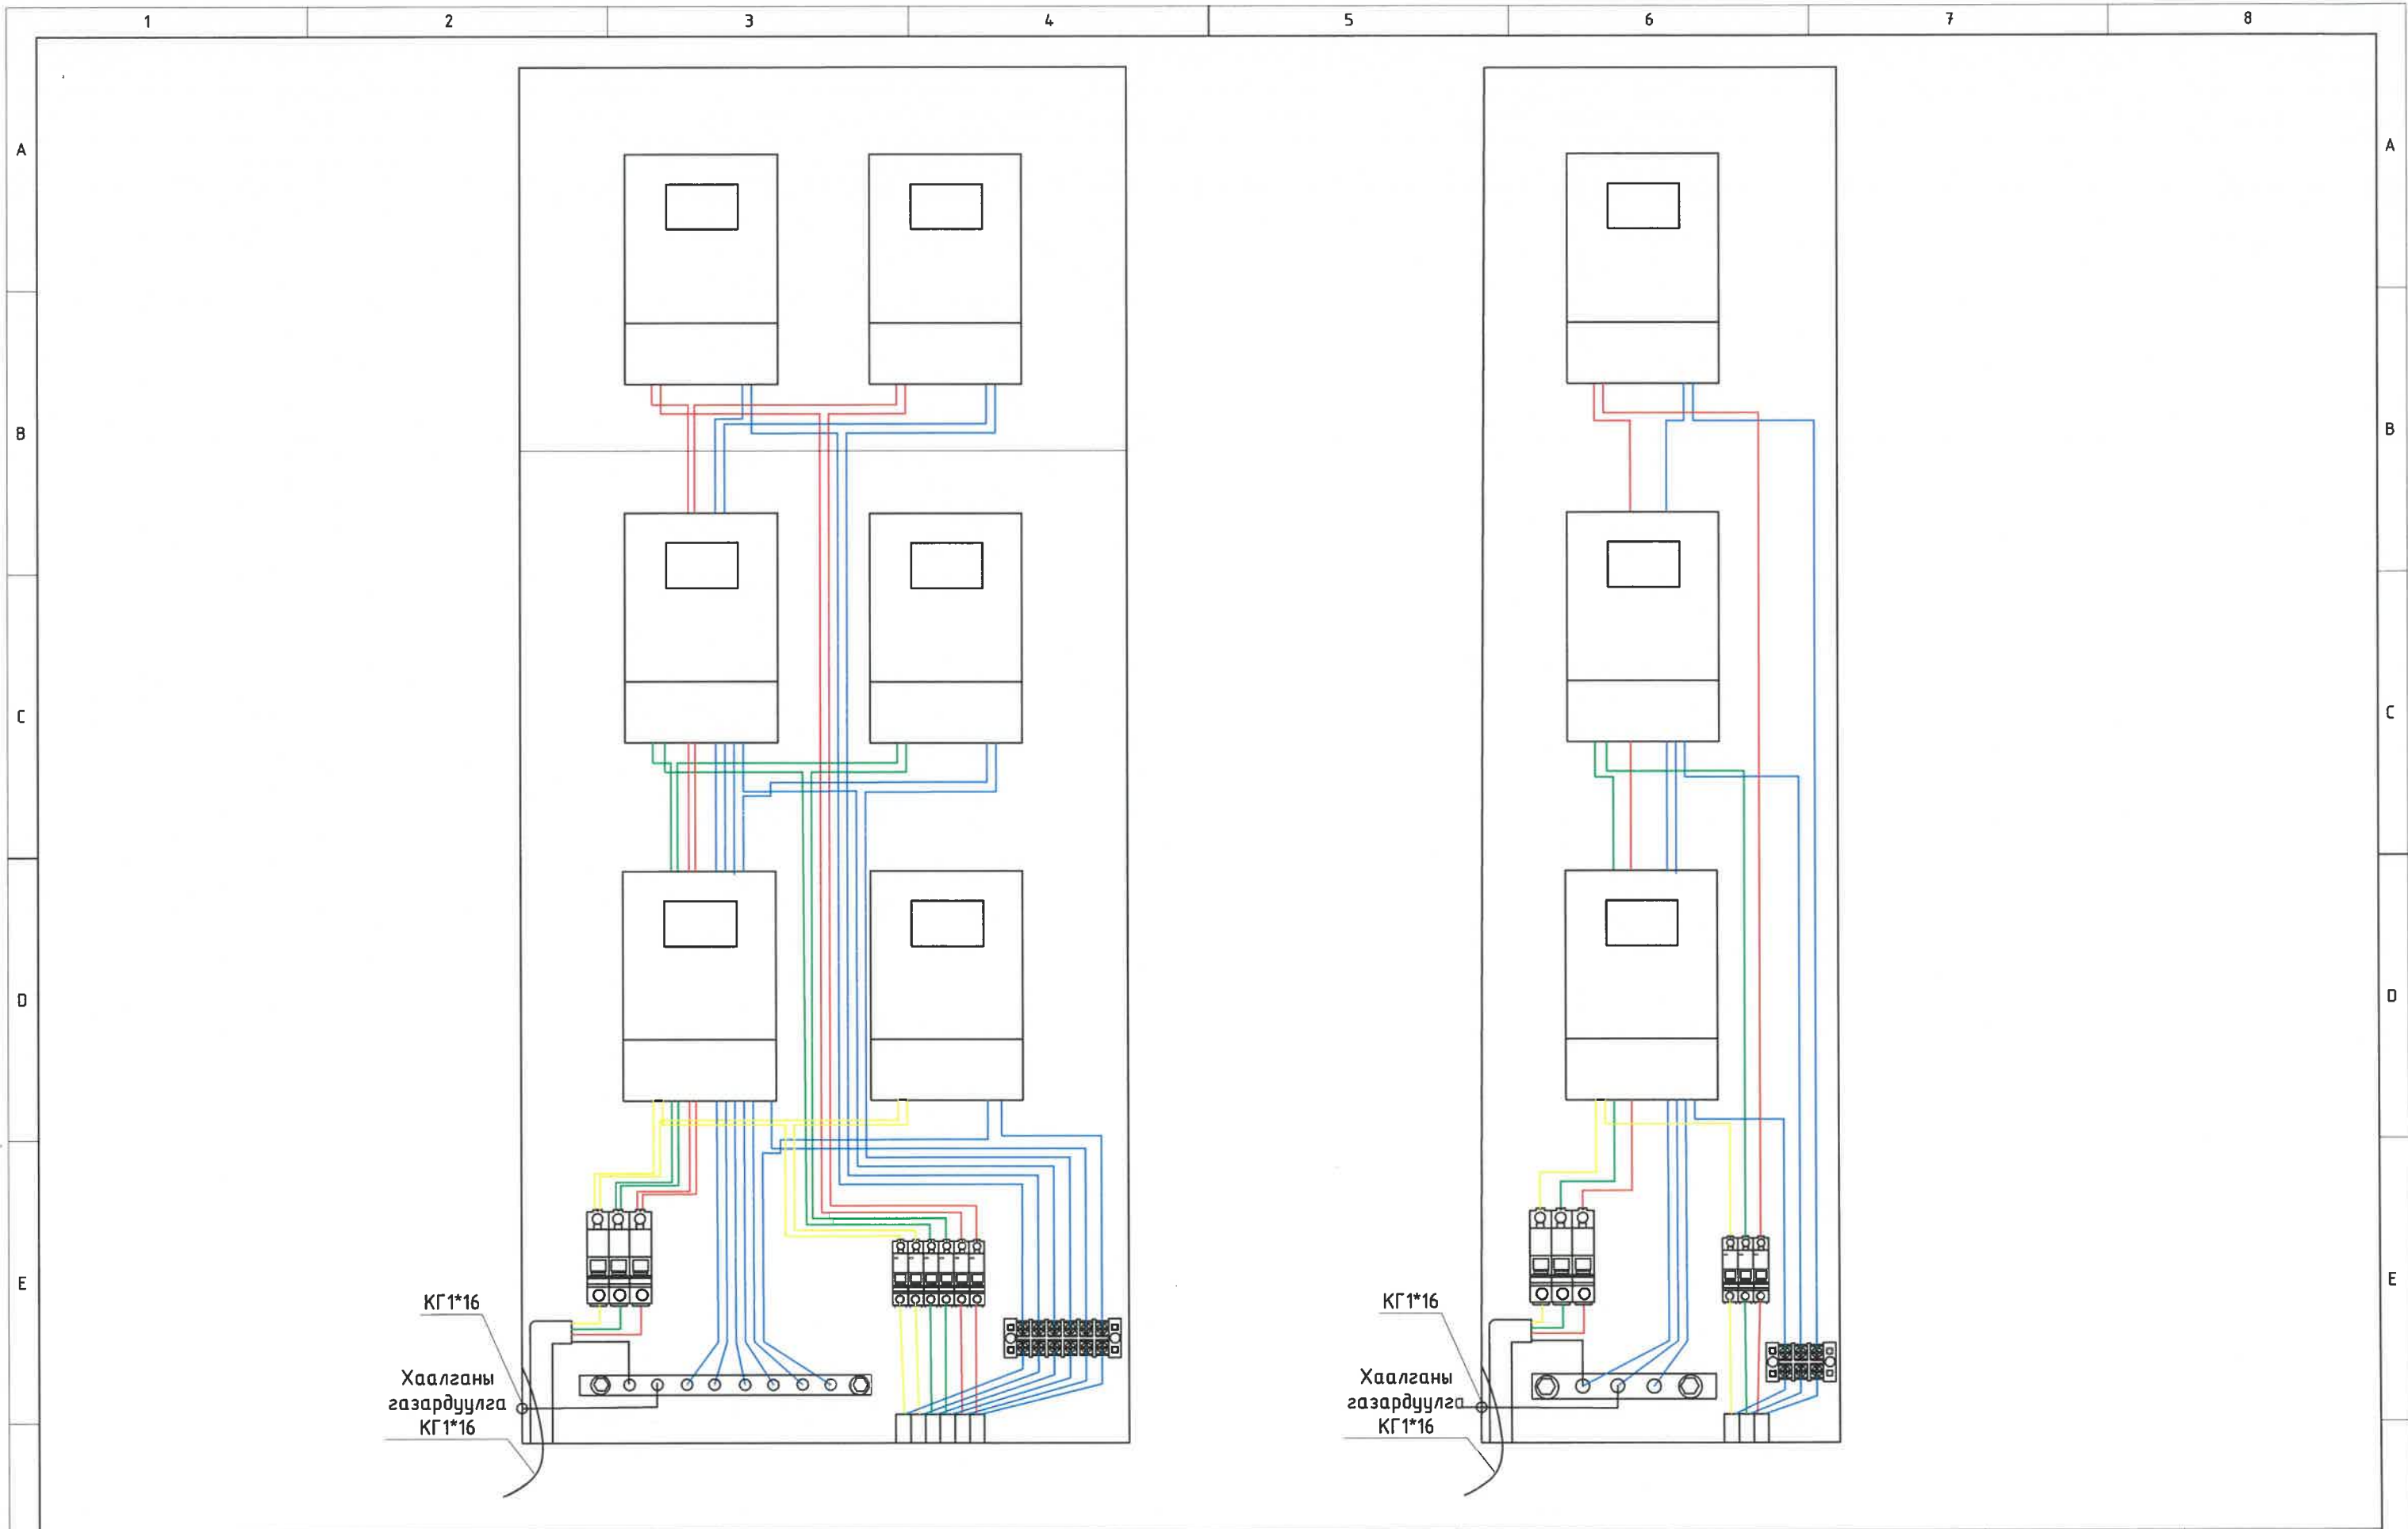 1 2 3 4 5 6 7 8
A A
B B
C C
D D
E E
КГ1*16
Хаалганы
газардуулга
КГ1*16
КГ1*16
Хаалганы
газардуулга
КГ1*16